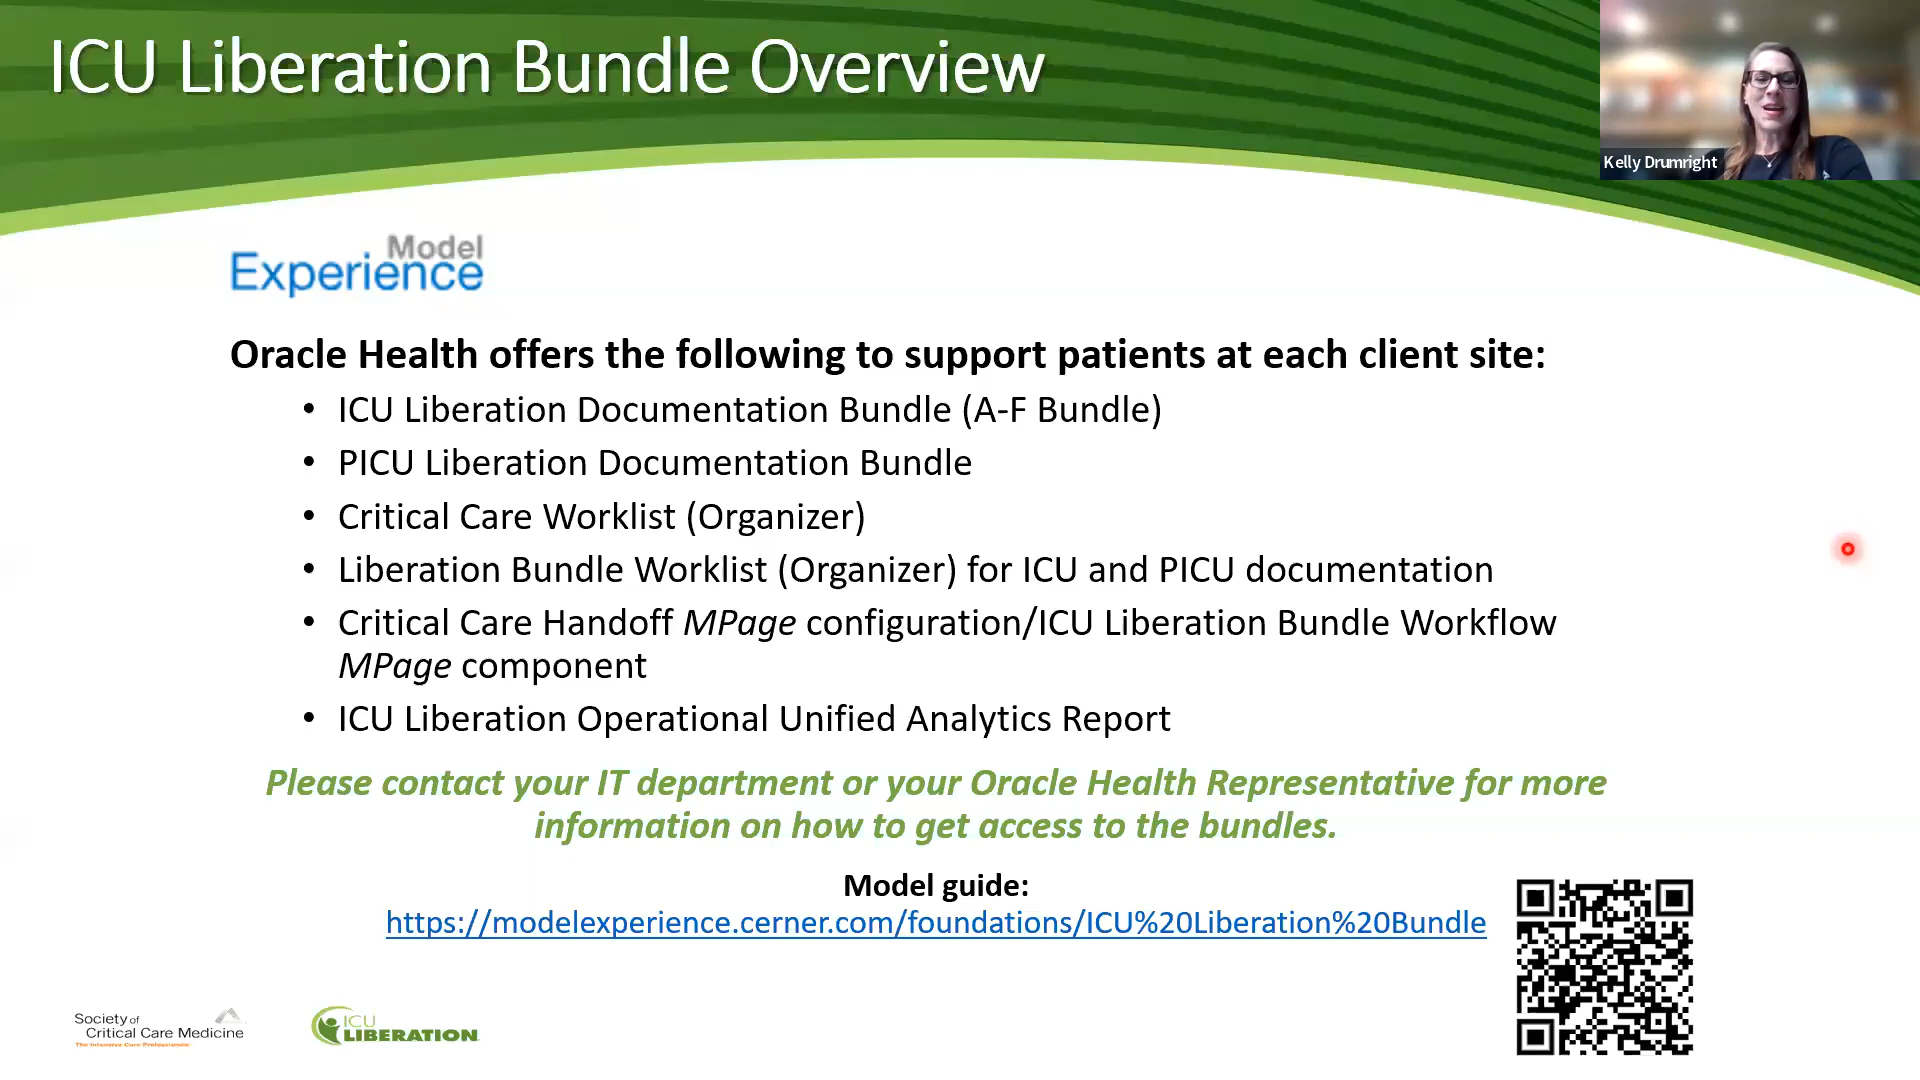 ICU Liberation Bundle Overview
Kelly Drumright
Model
Experience
Oracle Health offers the following to support patients at each client site:
• ICU Liberation Documentation Bundle (A-F Bundle)
• PICU Liberation Documentation Bundle
• Critical Care Worklist (Organizer)
• Liberation Bundle Worklist (Organizer) for ICU and PICU documentation
• Critical Care Handoff MPage configuration/ICU Liberation Bundle Workflow
MPage component
• ICU Liberation Operational Unified Analytics Report
Please contact your IT department or your Oracle Health Representative for more
information on how to get access to the bundles.
Model guide:
https://modelexperience.cerner.com/foundations/ICU%20Liberation%20Bundle
Society of
Critical Care Medicine
The Intensive Care Professionals
ICU
LIBERATION